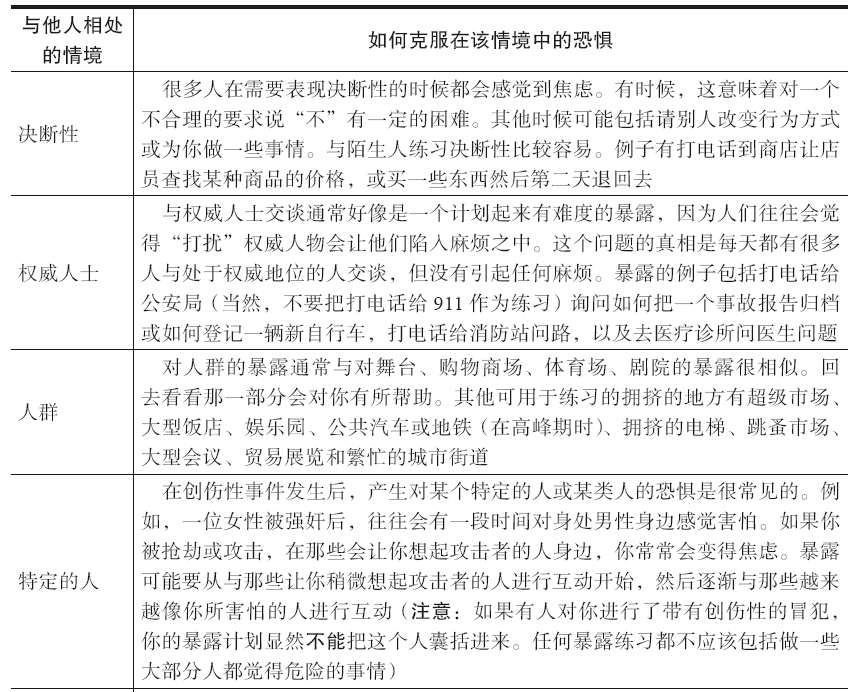 与他人相处
的情境
如何克服在该情境中的恐惧
决断性
很多人在需要表现决断性的时候都会感觉到焦虑。有时候，这意味着对一个
不合理的要求说“不”有一定的困难。其他时候可能包括请别人改变行为方式
或为你做一些事情。与陌生人练习决断性比较容易。例子有打电话到商店让店
员查找某种商品的价格，或买一些东西然后第二天退回去
权威人士
与权威人士交谈通常好像是一个计划起来有难度的暴露，因为人们往往会觉
得“打扰”权威人物会让他们陷入麻烦之中。这个问题的真相是每天都有很多
人与处于权威地位的人交谈，但没有引起任何麻烦。暴露的例子包括打电话给
公安局（当然，不要把打电话给 911 作为练习）询问如何把一个事故报告归档
或如何登记一辆新自行车，打电话给消防站问路，以及去医疗诊所问医生问题
人群
对人群的暴露通常与对舞台、购物商场、体育场、剧院的暴露很相似。回
去看看那一部分会对你有所帮助。其他可用于练习的拥挤的地方有超级市场、
大型饭店、娱乐园、公共汽车或地铁（在高峰期时）、拥挤的电梯、跳蚤市场、
大型会议、贸易展览和繁忙的城市街道
特定的人
在创伤性事件发生后，产生对某个特定的人或某类人的恐惧是很常见的。例
如，一位女性被强奸后，往往会有一段时间对身处男性身边感觉害怕。如果你
被抢劫或攻击，在那些会让你想起攻击者的人身边，你常常会变得焦虑。暴露
可能要从与那些让你稍微想起攻击者的人进行互动开始，然后逐渐与那些越来
越像你所害怕的人进行互动（注意：如果有人对你进行了带有创伤性的冒犯，
你的暴露计划显然不能把这个人囊括进来。任何暴露练习都不应该包括做一些
大部分人都觉得危险的事情）